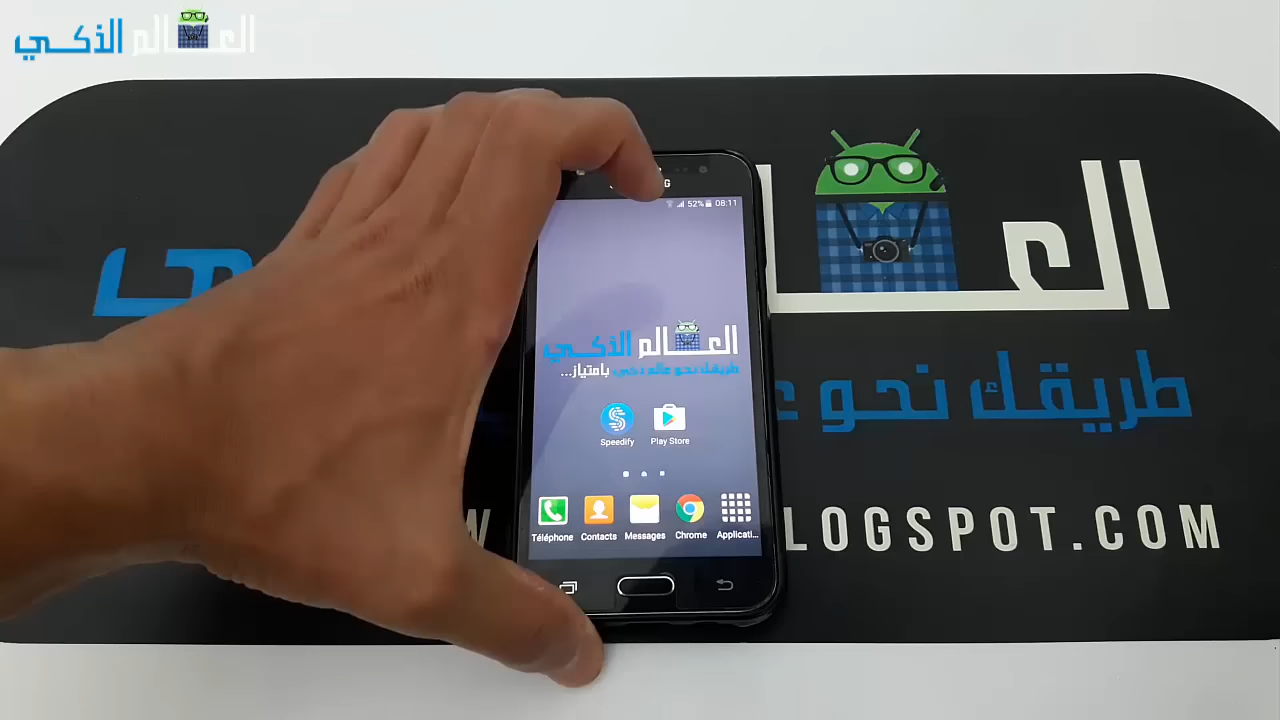 العالم الذكي
G
52% 08:11
العالم الذكي
طريقك نحو عالم ذكي بامتياز...
Speedify Play Store
Téléphone Contacts Messages Chrome Applicati...
العـ
طريقك نحو
W LOGSPOT.COM